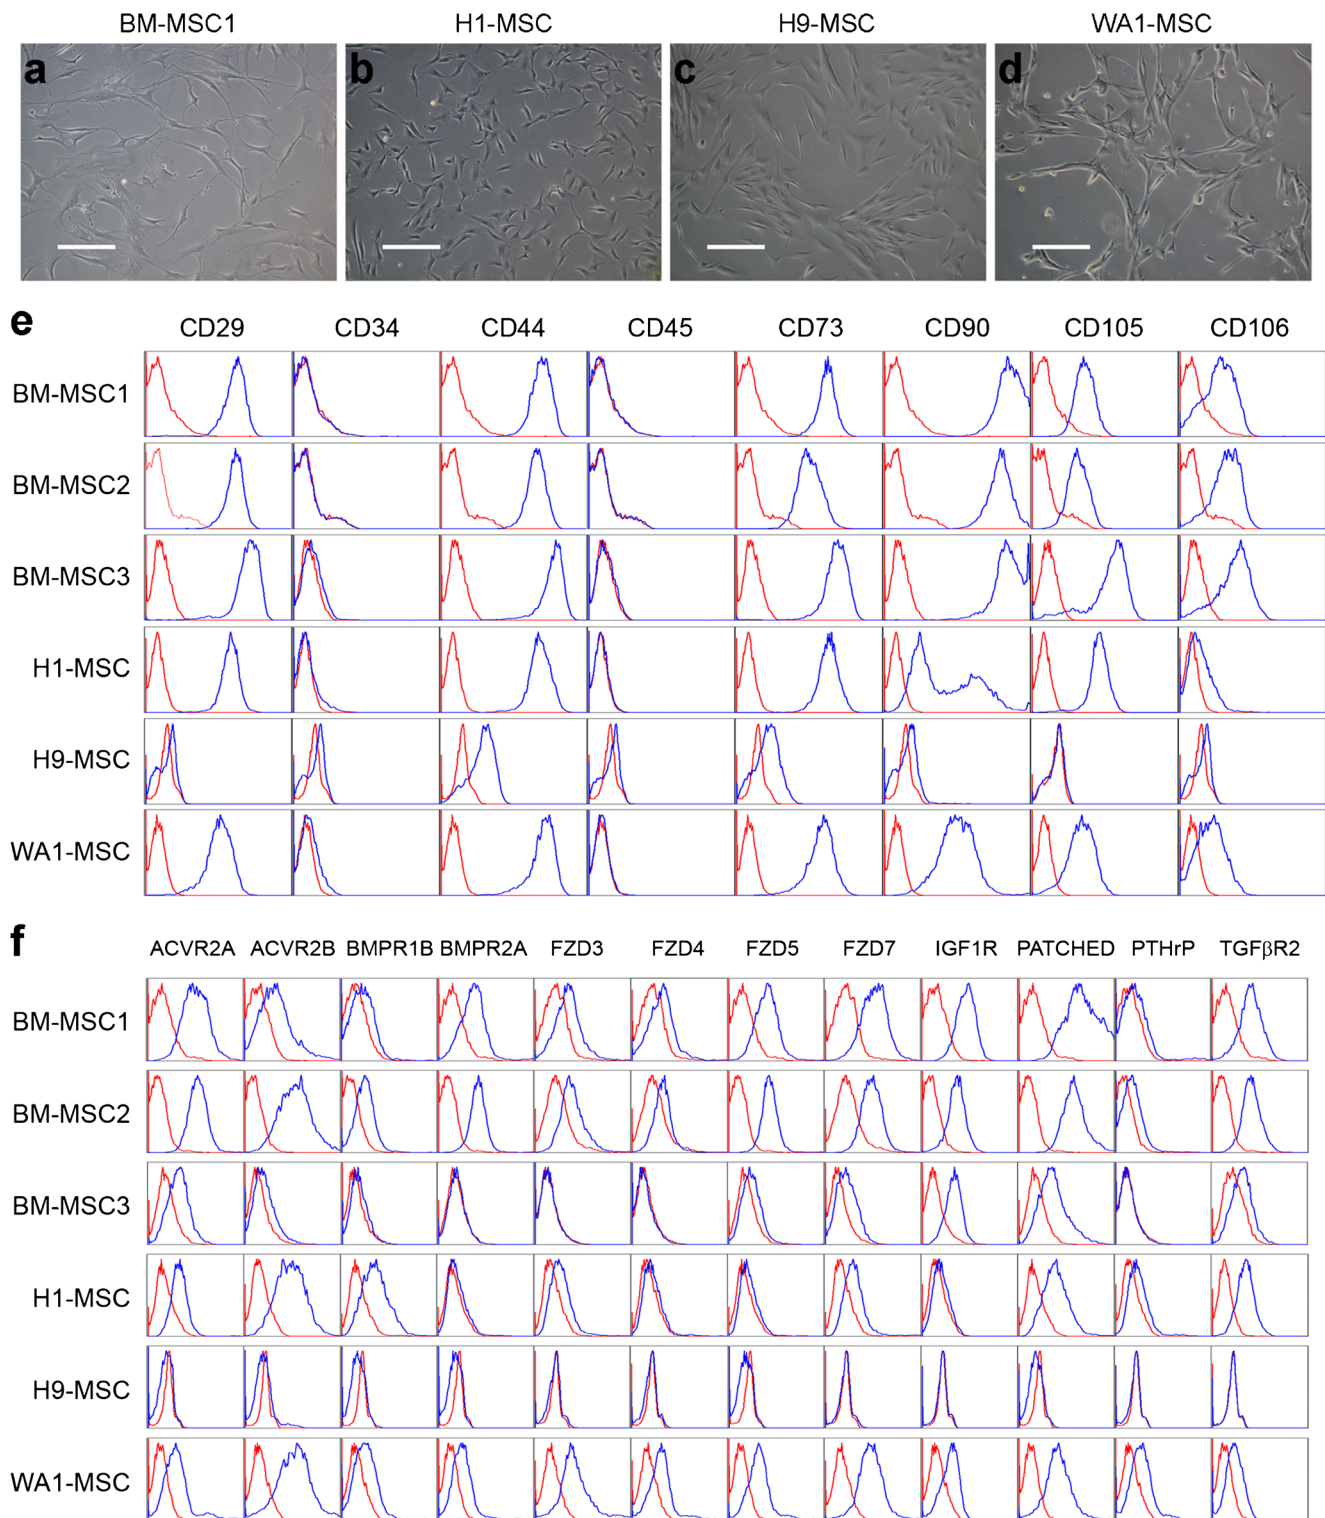 BM-MSC1 H1-MSC H9-MSC WA1-MSC
a b c d
e
CD29 CD34 CD44 CD45 CD73 CD90 CD105 CD106
BM-MSC1
BM-MSC2
BM-MSC3
H1-MSC
H9-MSC
WA1-MSC
f
ACVR2A ACVR2B BMPR1B BMPR2A FZD3 FZD4 FZD5 FZD7 IGF1R PATCHED PTHrP TGFβR2
BM-MSC1
BM-MSC2
BM-MSC3
H1-MSC
H9-MSC
WA1-MSC